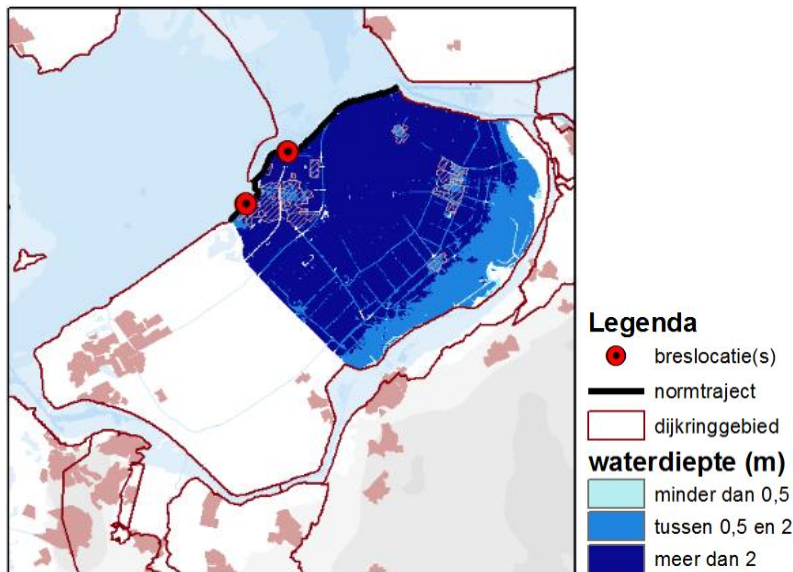 Legenda
breslocatie(s)
normtraject
dijkringgebied
waterdiepte (m)
minder dan 0,5
tussen 0,5 en 2
meer dan 2